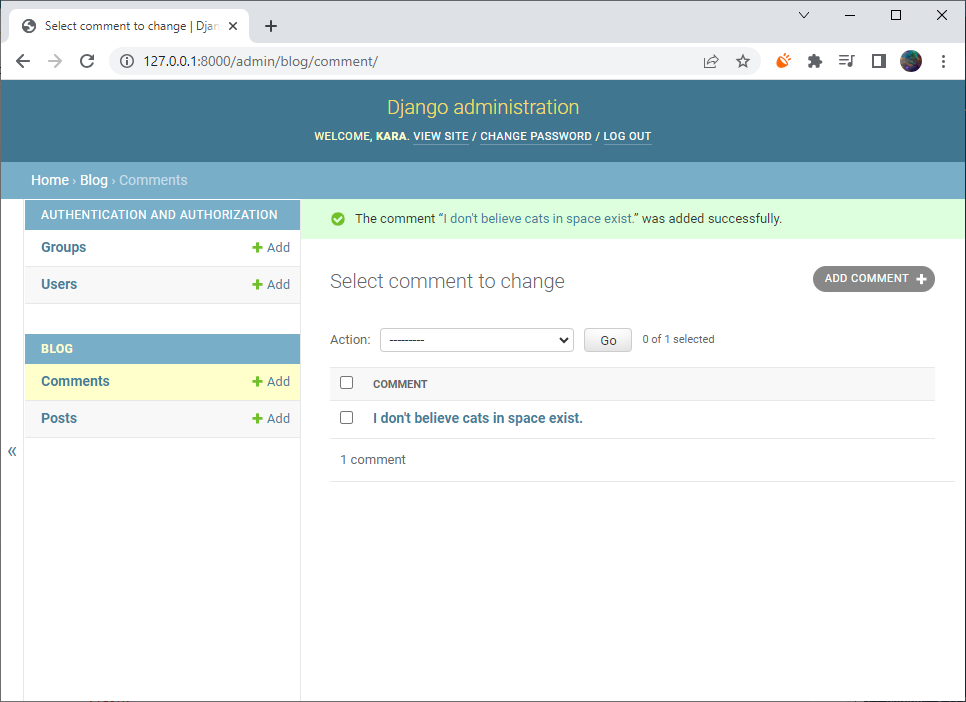 Select comment to change | Djan
127.0.0.1:8000/admin/blog/comment/
Django administration
WELCOME, KARA. VIEW SITE / CHANGE PASSWORD / LOG OUT
Home › Blog › Comments
AUTHENTICATION AND AUTHORIZATION
Groups + Add
Users + Add
BLOG
Comments + Add
Posts + Add
«
The comment “I don't believe cats in space exist.” was added successfully.
Select comment to change
ADD COMMENT +
Action: --------- Go 0 of 1 selected
COMMENT
I don't believe cats in space exist.
1 comment